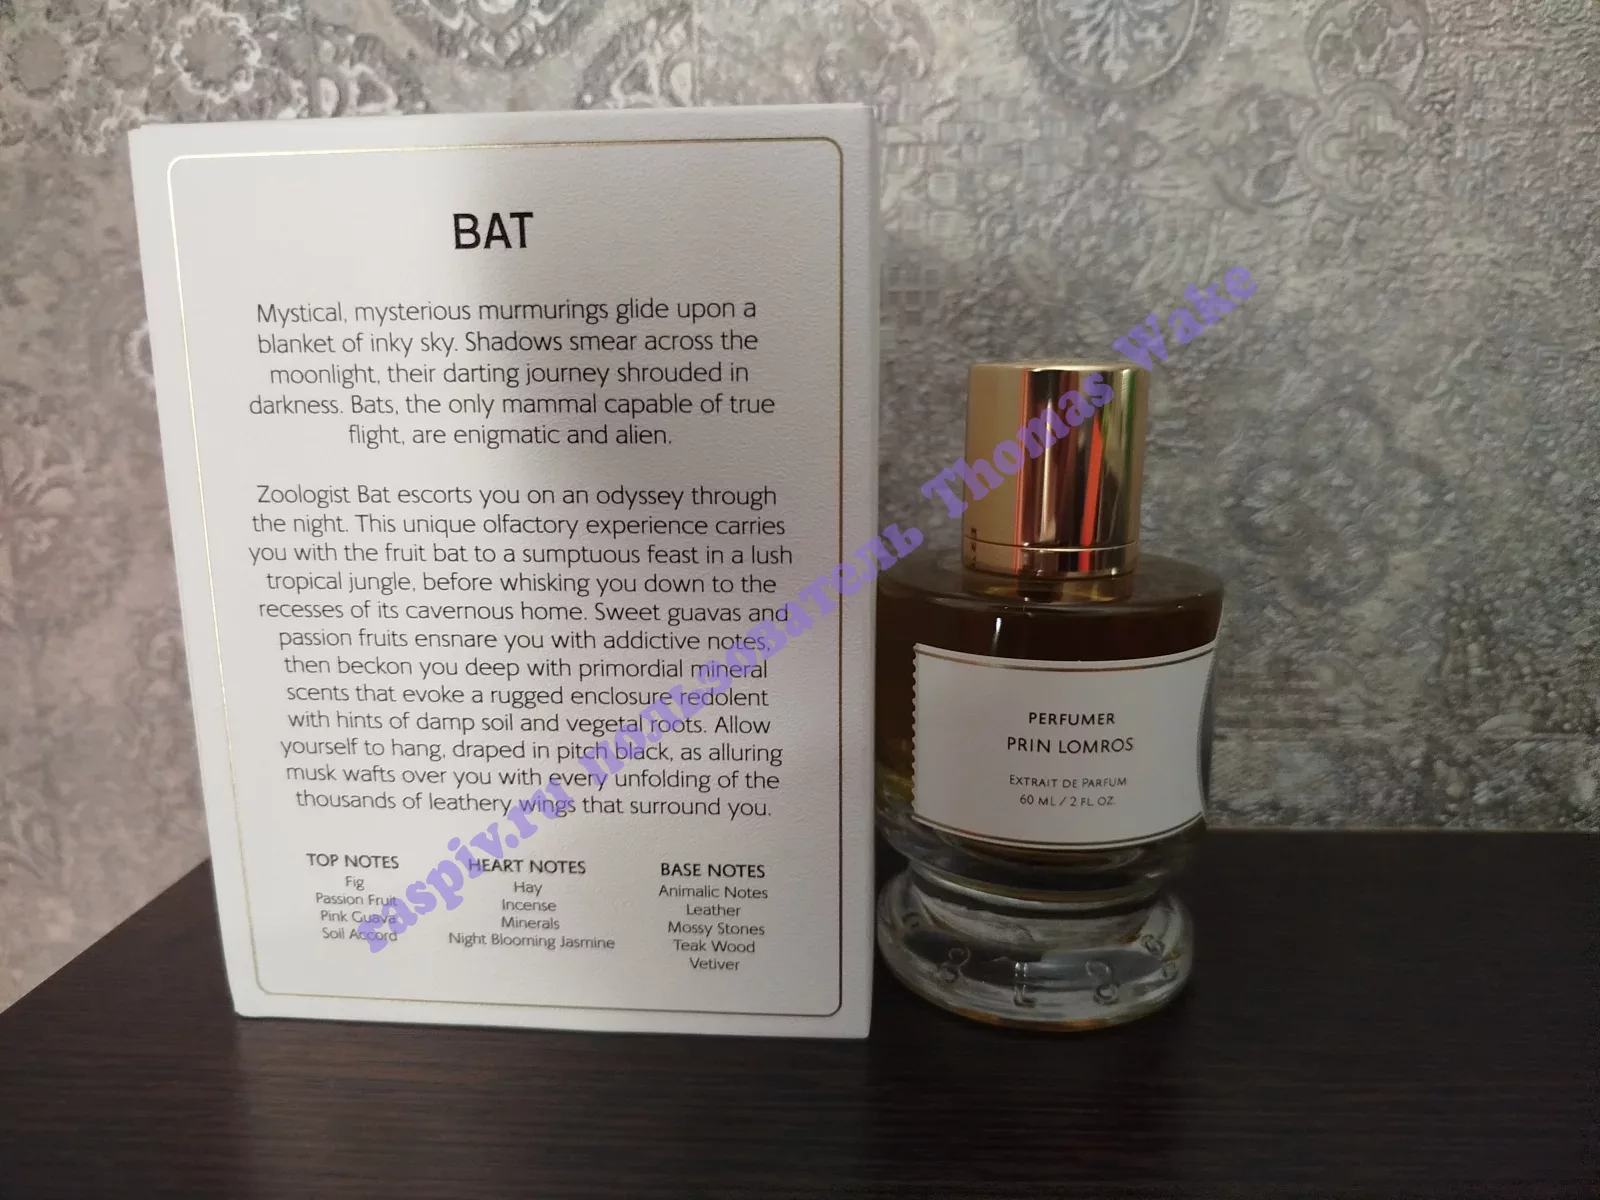 BAT
Mystical, mysterious murmurings glide upon a
blanket of inky sky. Shadows smear across the
moonlight, their darting journey shrouded in
darkness. Bats, the only mammal capable of true
flight, are enigmatic and alien.
Zoologist Bat escorts you on an odyssey through
the night. This unique olfactory experience carries
you with the fruit bat to a sumptuous feast in a lush
tropical jungle, before whisking you down to the
recesses of its cavernous home. Sweet guavas and
passion fruits ensnare you with addictive notes,
then beckon you deep with primordial mineral
scents that evoke a rugged enclosure redolent
with hints of damp soil and vegetal roots. Allow
yourself to hang, draped in pitch black, as alluring
musk wafts over you with every unfolding of the
thousands of leathery wings that surround you.
TOP NOTES
Fig
Passion Fruit
Pink Guava
Soil Accord
HEART NOTES
Hay
Incense
Minerals
Night Blooming Jasmine
BASE NOTES
Animalic Notes
Leather
Mossy Stones
Teak Wood
Vetiver
PERFUMER
PRIN LOMROS
EXTRAIT DE PARFUM
60 ML / 2 FL OZ.
raspiv.ru пользователь Thomas Wake